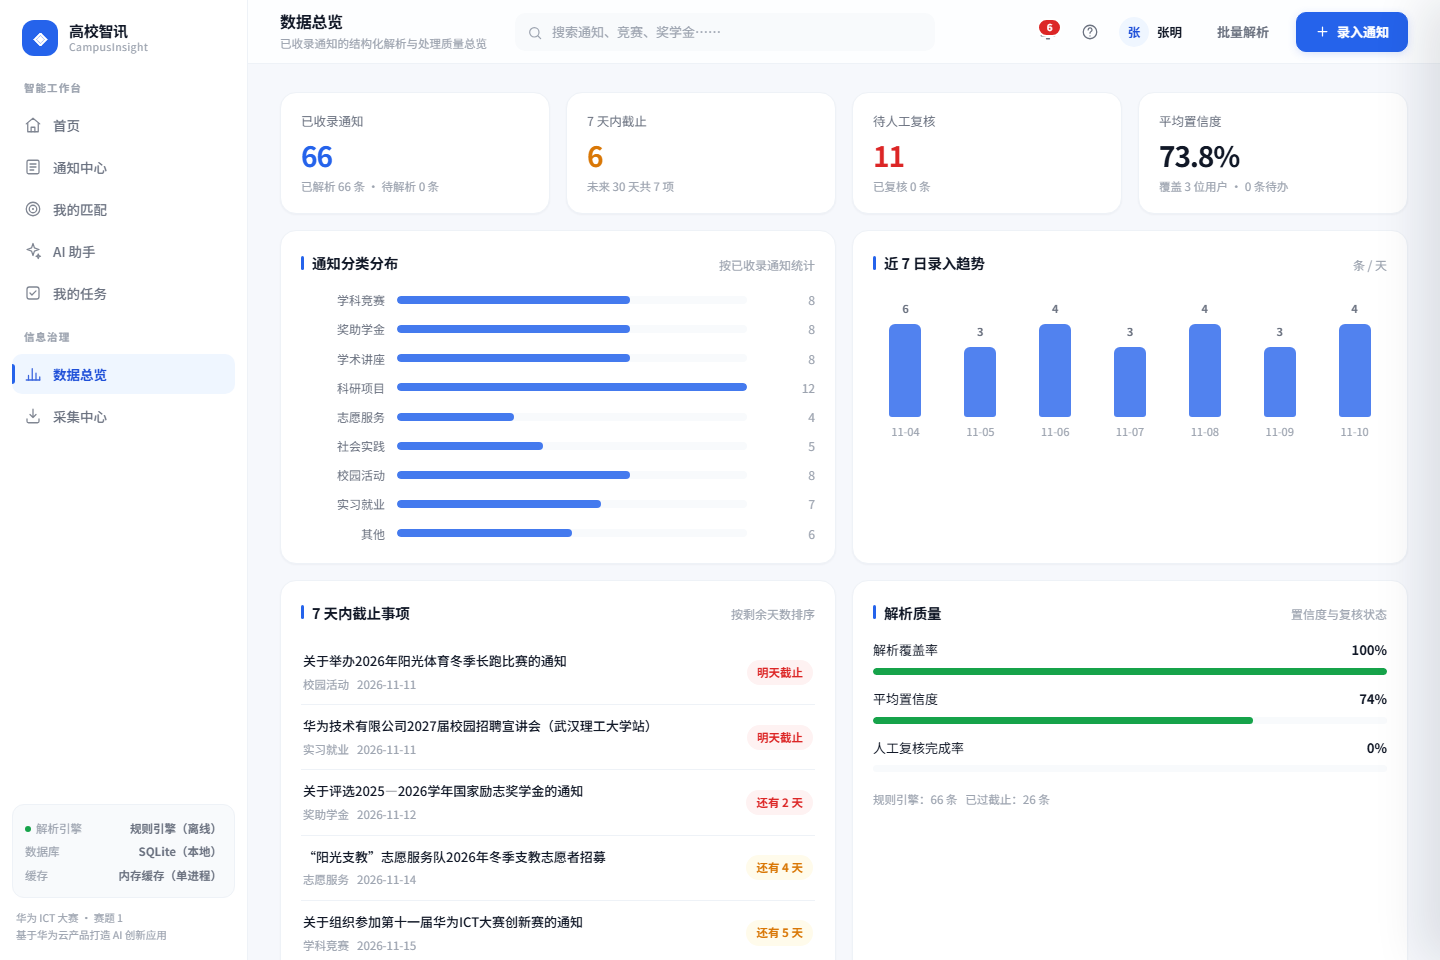 高校智讯
CampusInsight
智能工作台
首页
通知中心
我的匹配
AI 助手
我的任务
信息治理
数据总览
采集中心
解析引擎 规则引擎（离线）
数据库 SQLite（本地）
缓存 内存缓存（单进程）
华为 ICT 大赛 · 赛题 1
基于华为云产品打造 AI 创新应用
数据总览
已收录通知的结构化解析与处理质量总览
搜索通知、竞赛、奖学金……
6
张 张明
批量解析
录入通知
已收录通知
66
已解析 66 条 · 待解析 0 条
7 天内截止
6
未来 30 天共 7 项
待人工复核
11
已复核 0 条
平均置信度
73.8%
覆盖 3 位用户 · 0 条待办
通知分类分布 按已收录通知统计
学科竞赛 8
奖助学金 8
学术讲座 8
科研项目 12
志愿服务 4
社会实践 5
校园活动 8
实习就业 7
其他 6
近 7 日录入趋势 条 / 天
6 3 4 3 4 3 4
11-04 11-05 11-06 11-07 11-08 11-09 11-10
7 天内截止事项 按剩余天数排序
关于举办2026年阳光体育冬季长跑比赛的通知
校园活动 2026-11-11
明天截止
华为技术有限公司2027届校园招聘宣讲会（武汉理工大学站）
实习就业 2026-11-11
明天截止
关于评选2025—2026学年国家励志奖学金的通知
奖助学金 2026-11-12
还有 2 天
“阳光支教”志愿服务队2026年冬季支教志愿者招募
志愿服务 2026-11-14
还有 4 天
关于组织参加第十一届华为ICT大赛创新赛的通知
学科竞赛 2026-11-15
还有 5 天
解析质量 置信度与复核状态
解析覆盖率 100%
平均置信度 74%
人工复核完成率 0%
规则引擎：66 条 已过截止：26 条